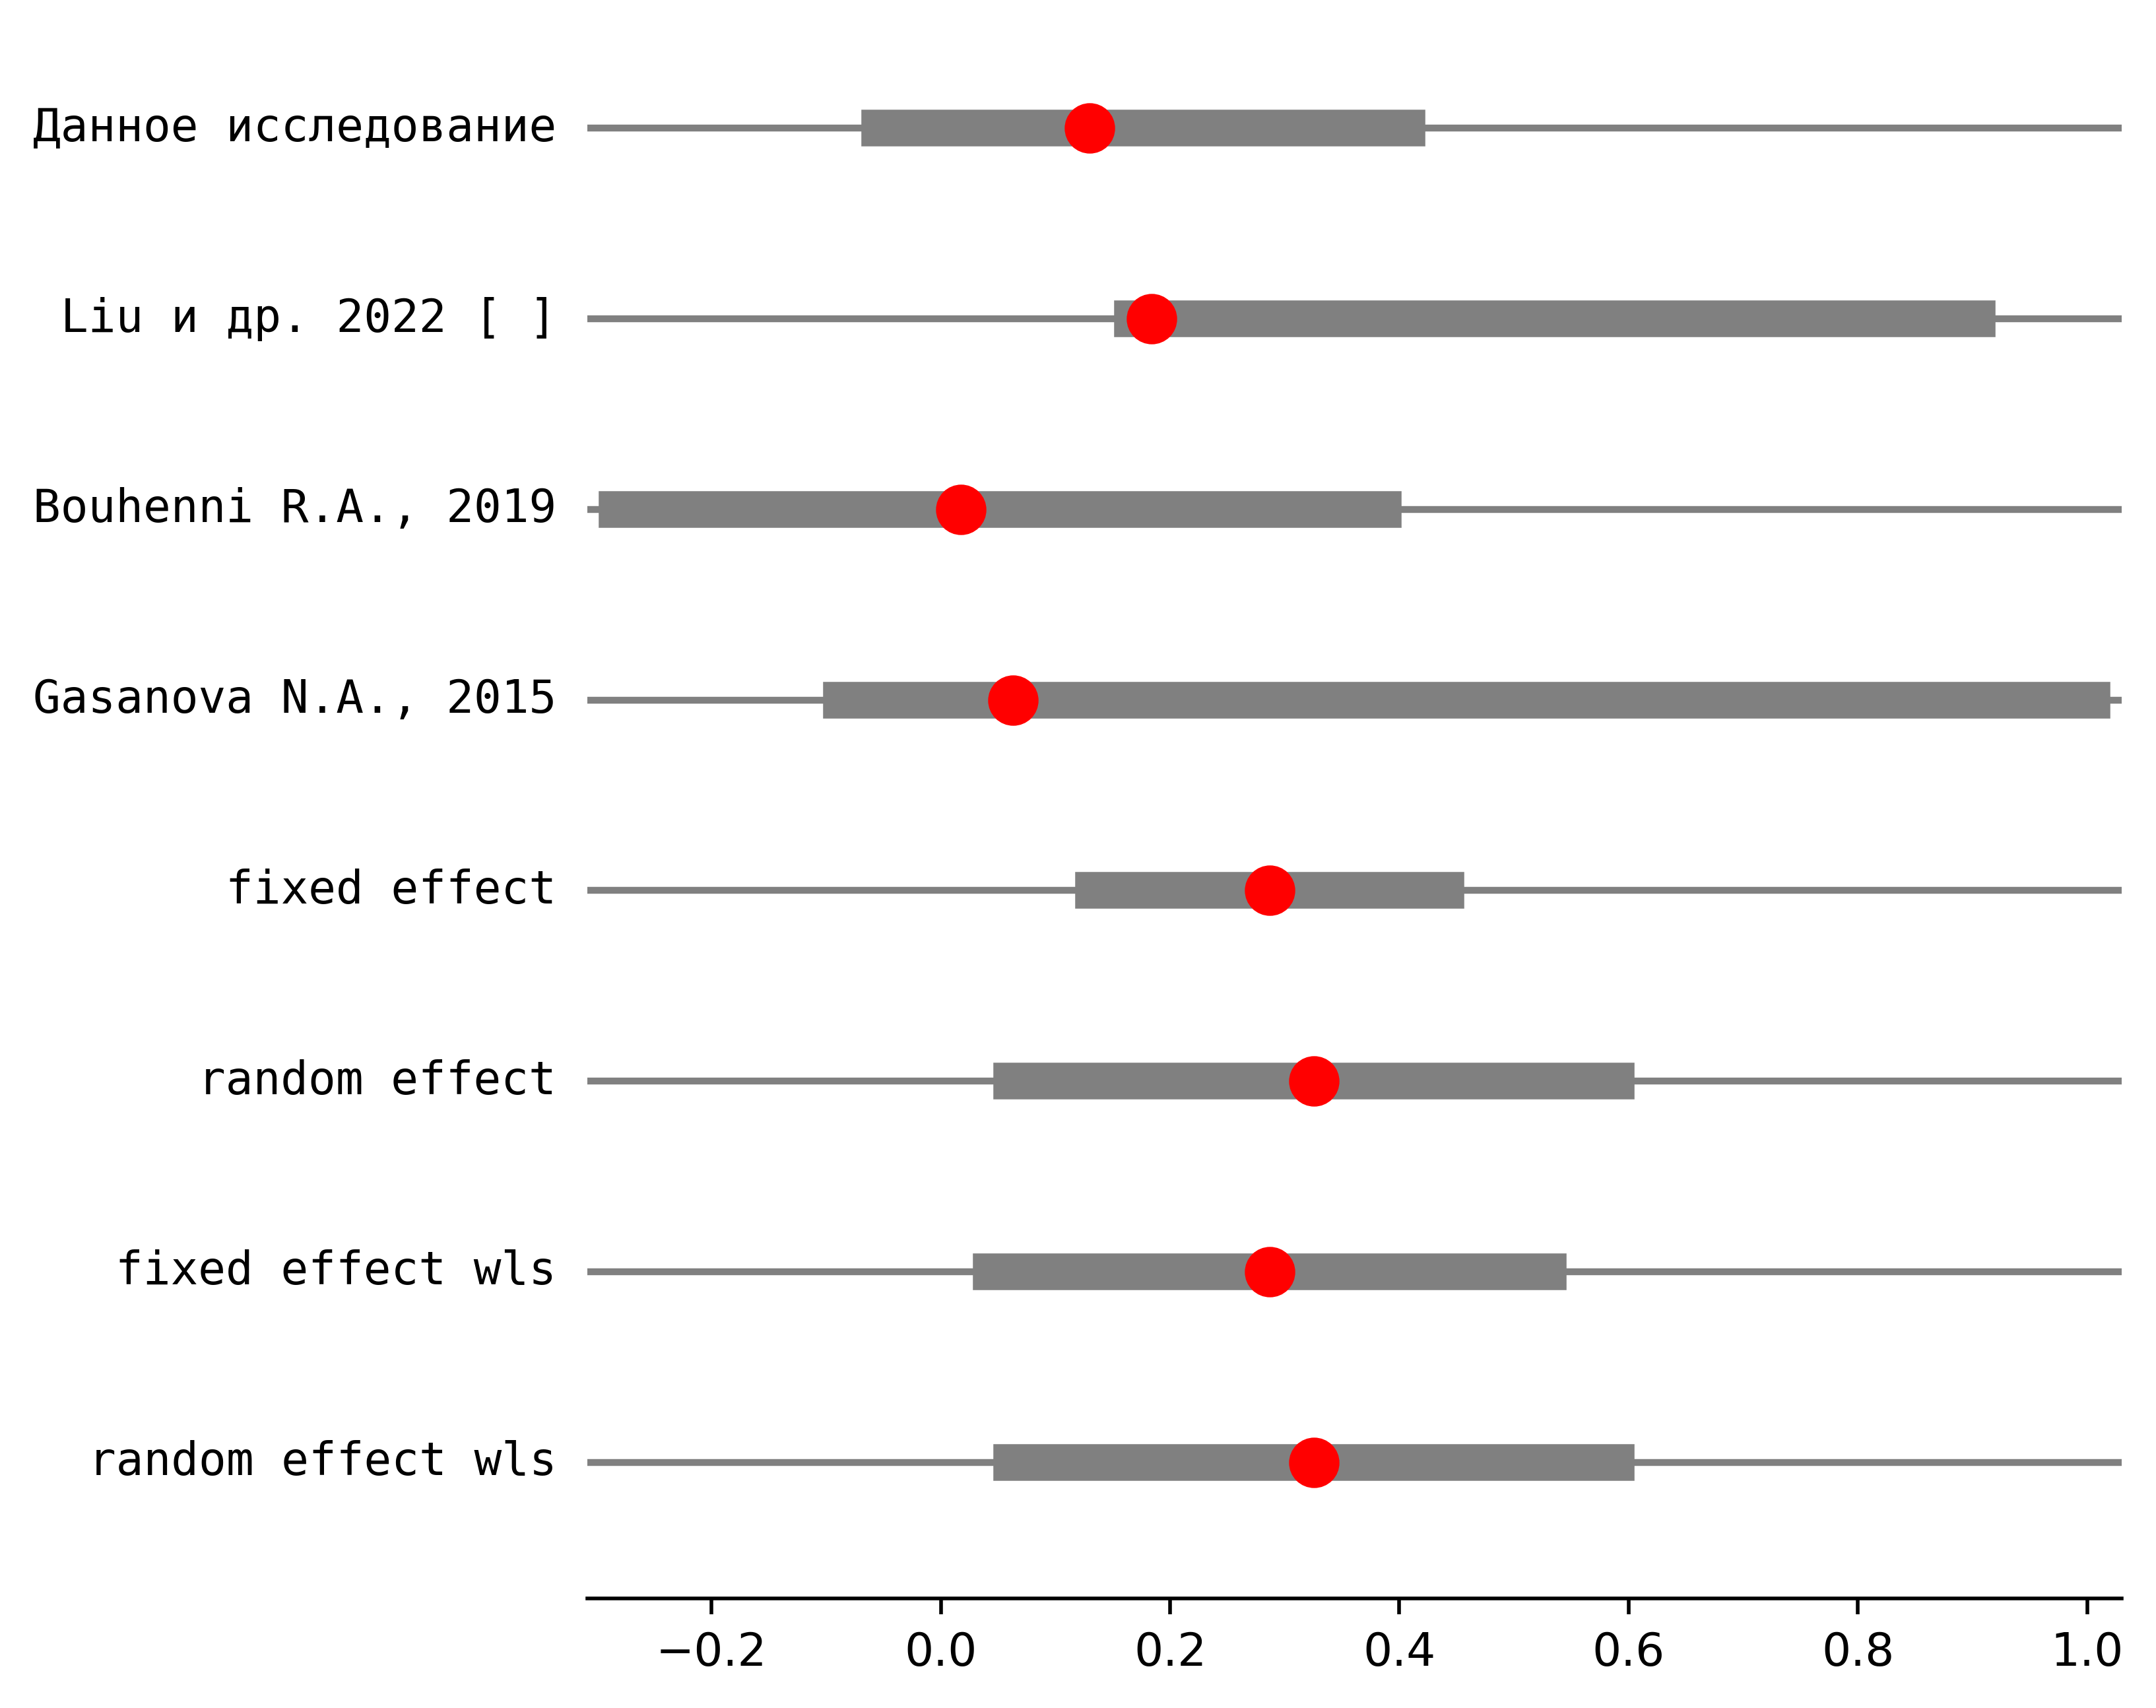 Данное исследование
Liu и др. 2022 [ ]
Bouhenni R.A., 2019
Gasanova N.A., 2015
fixed effect
random effect
fixed effect wls
random effect wls
−0.2 0.0 0.2 0.4 0.6 0.8 1.0